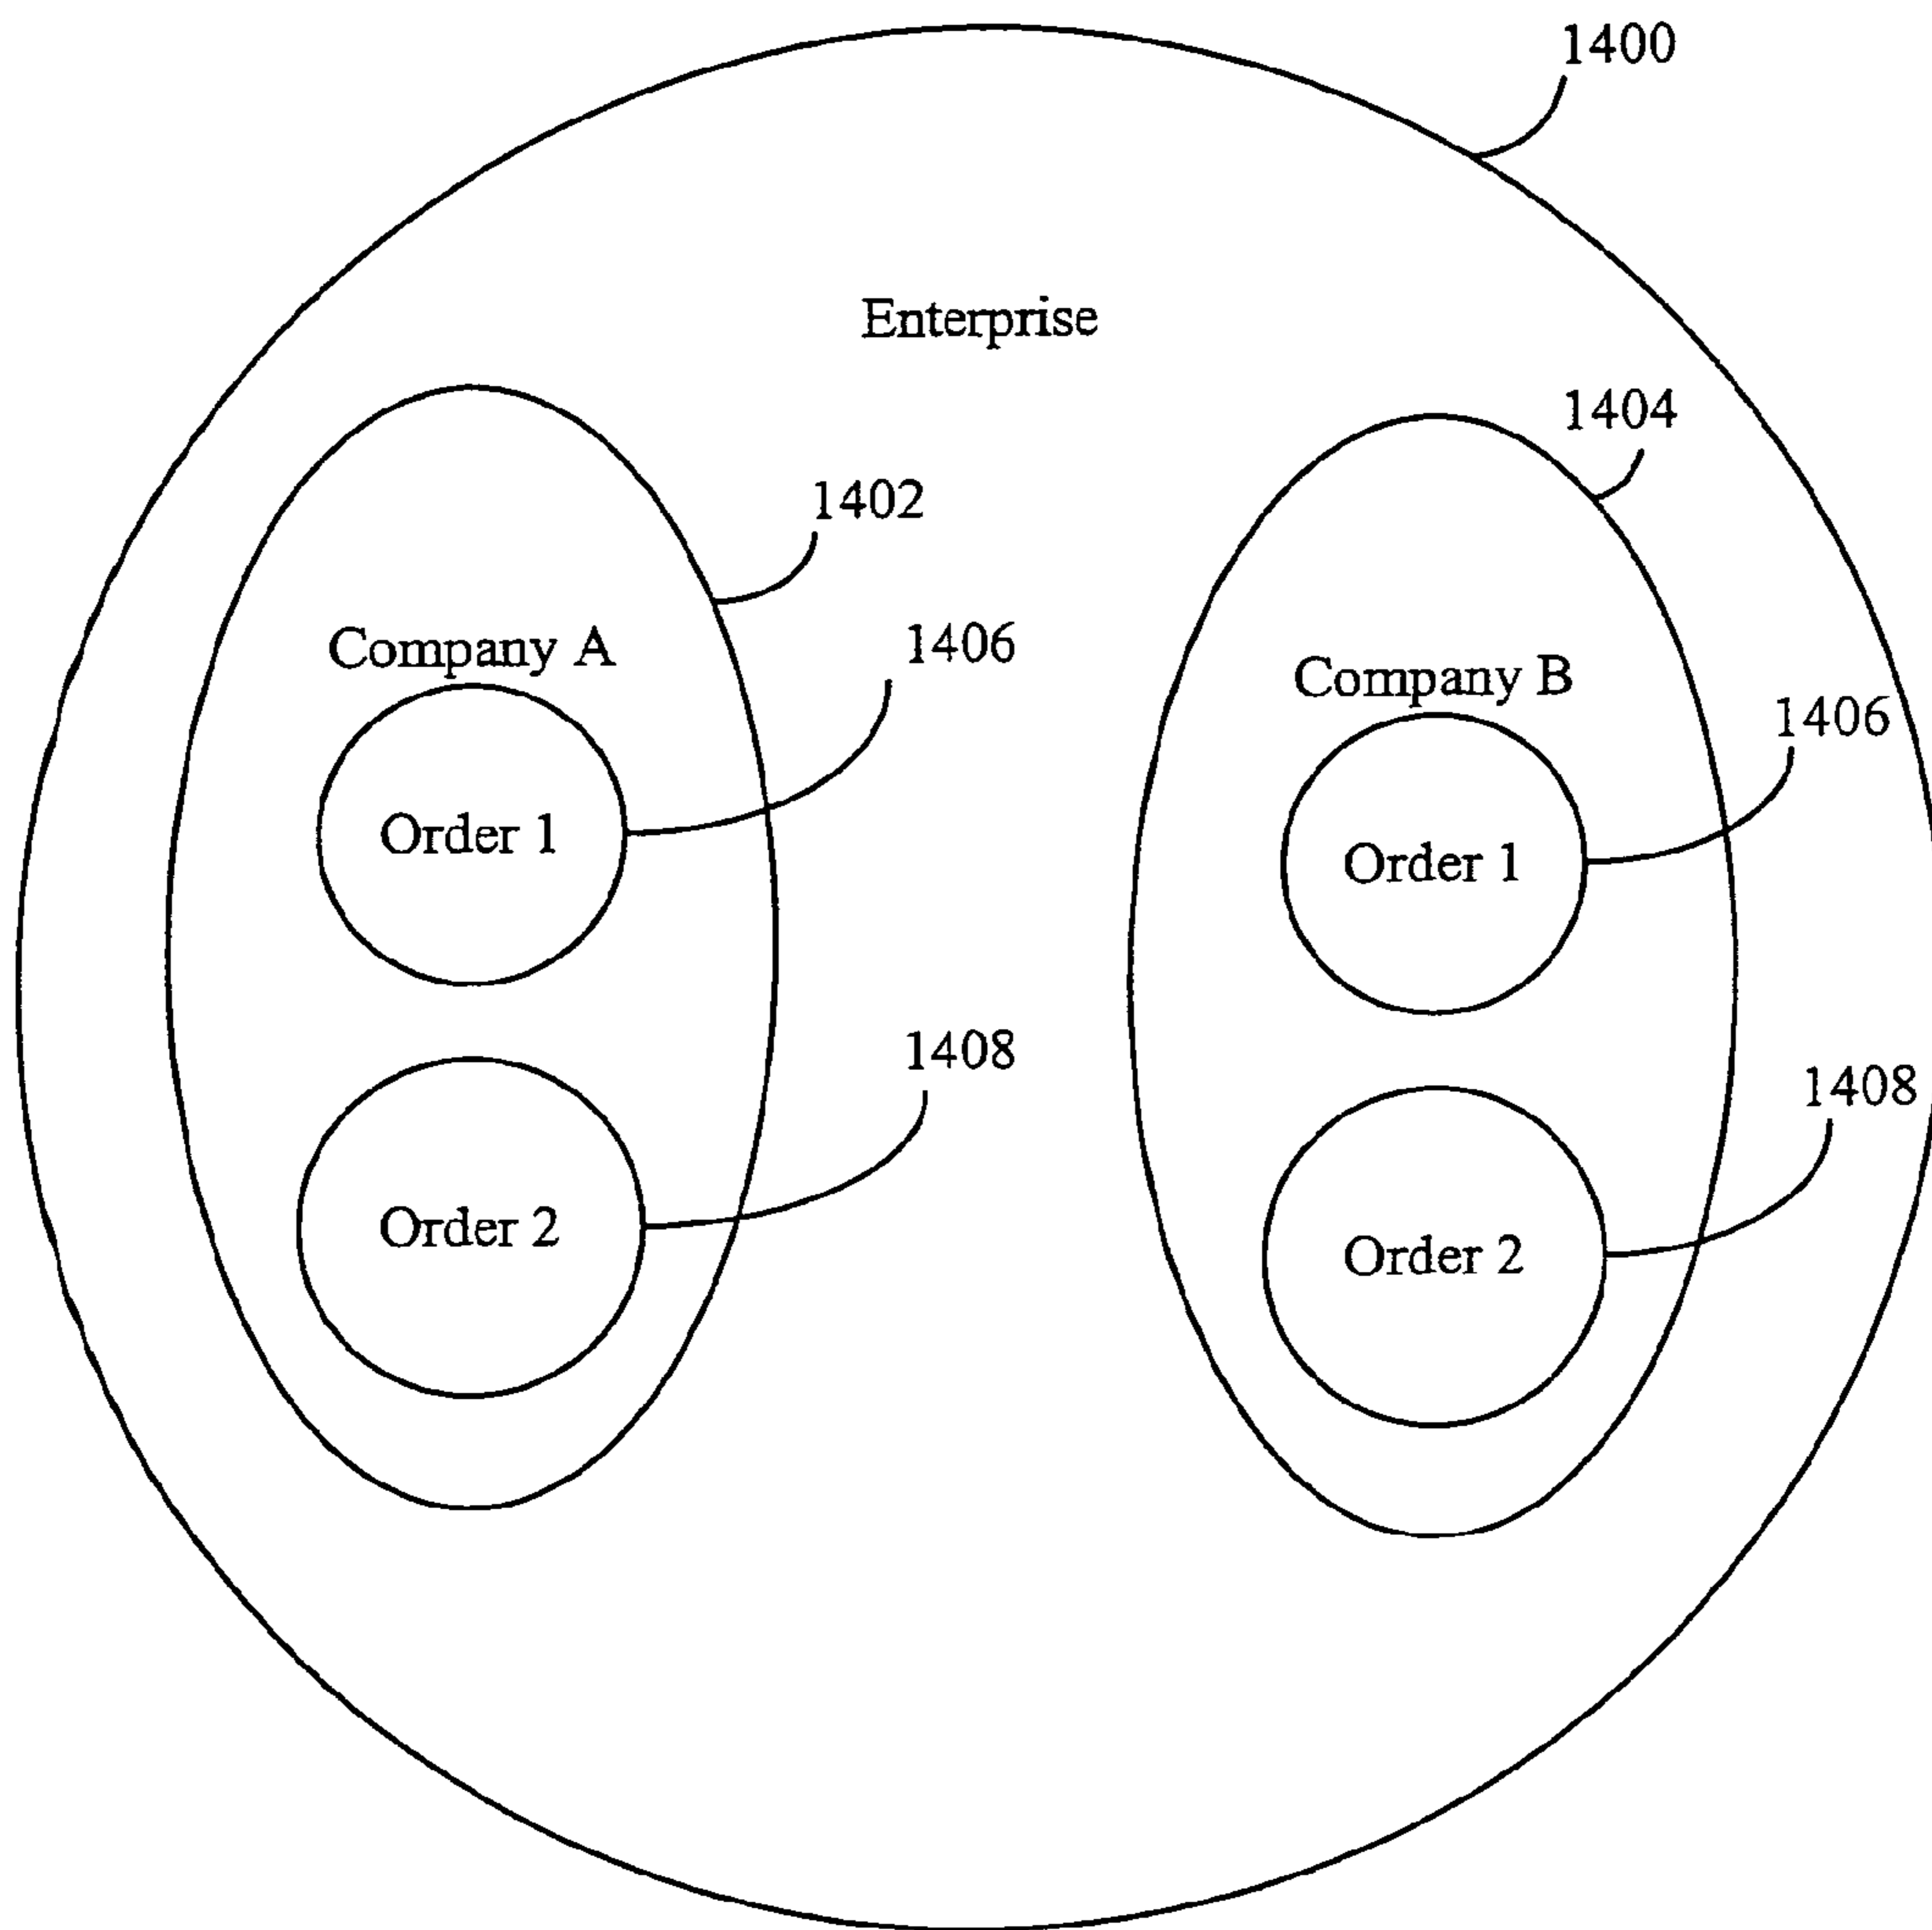 1400
Enterprise
1404
1402
1406
Company A
Company B
1406
Order 1
Order 1
1408
1408
Order 2
Order 2